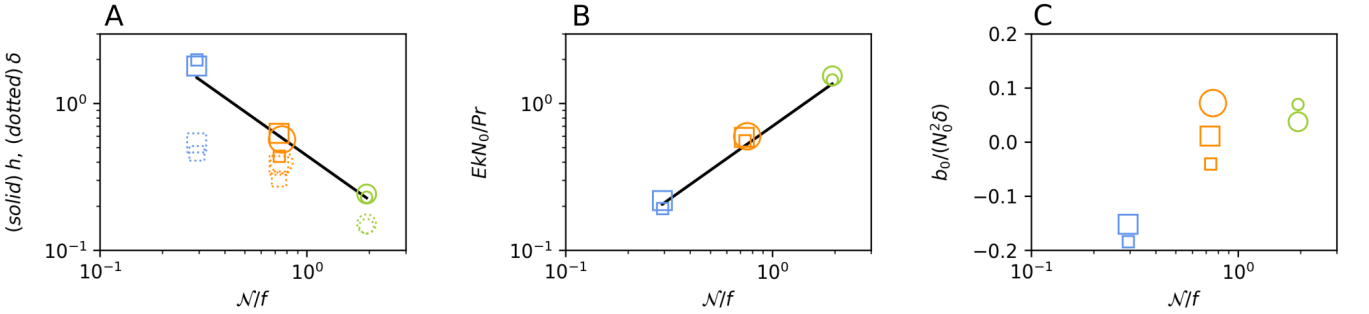 A
B
C
(solid) h, (dotted) δ
10⁰
10⁻¹
10⁻¹
10⁰
𝒩/f
EkN₀/Pr
10⁰
10⁻¹
10⁻¹
10⁰
𝒩/f
b₀/(N₀²δ)
0.2
0.1
0.0
−0.1
−0.2
10⁻¹
10⁰
𝒩/f